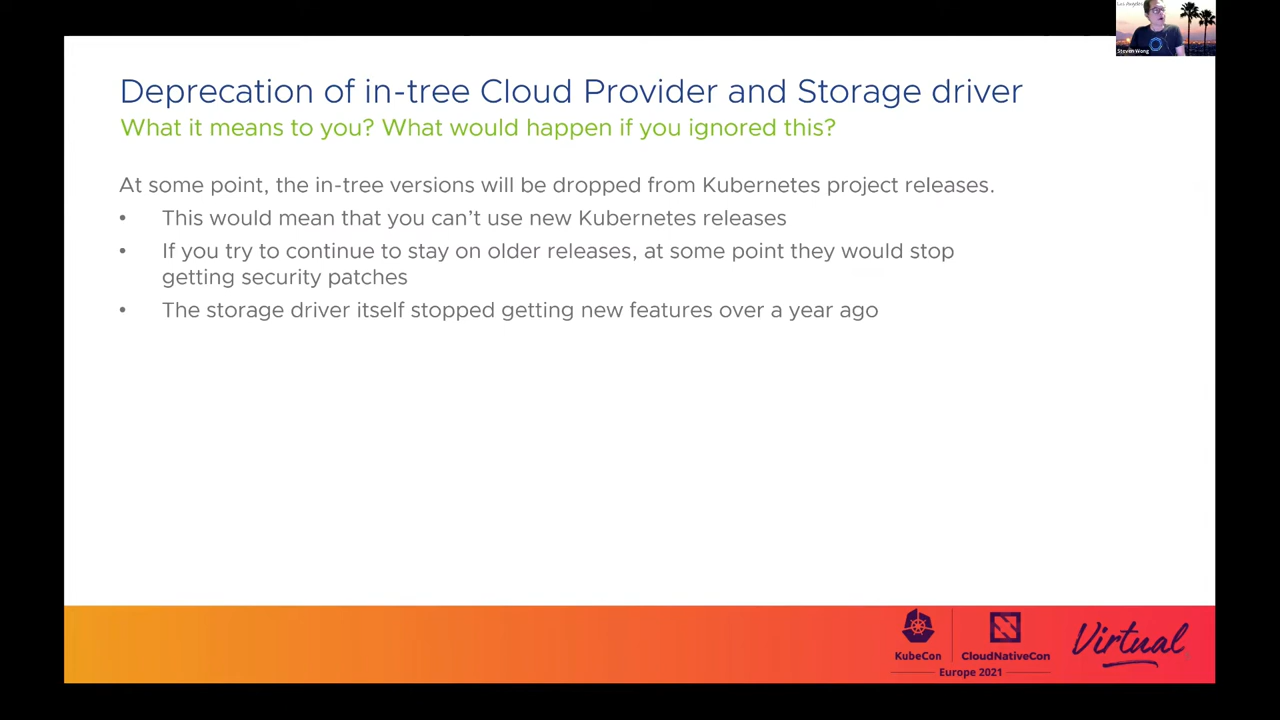 Los Angeles
Steven Wong
Deprecation of in-tree Cloud Provider and Storage driver
What it means to you? What would happen if you ignored this?
At some point, the in-tree versions will be dropped from Kubernetes project releases.
• This would mean that you can’t use new Kubernetes releases
• If you try to continue to stay on older releases, at some point they would stop
getting security patches
• The storage driver itself stopped getting new features over a year ago
KubeCon
CloudNativeCon
Europe 2021
Virtual